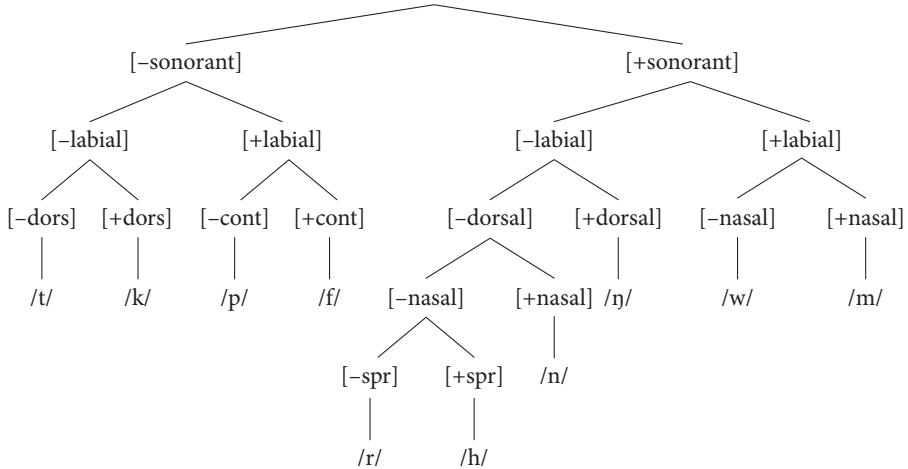 [–sonorant] [+sonorant]
[–labial] [+labial] [–labial] [+labial]
[–dors] [+dors] [–cont] [+cont] [–dorsal] [+dorsal] [–nasal] [+nasal]
/t/ /k/ /p/ /f/ [–nasal] [+nasal] /ŋ/ /w/ /m/
[–spr] [+spr] /n/
/r/ /h/